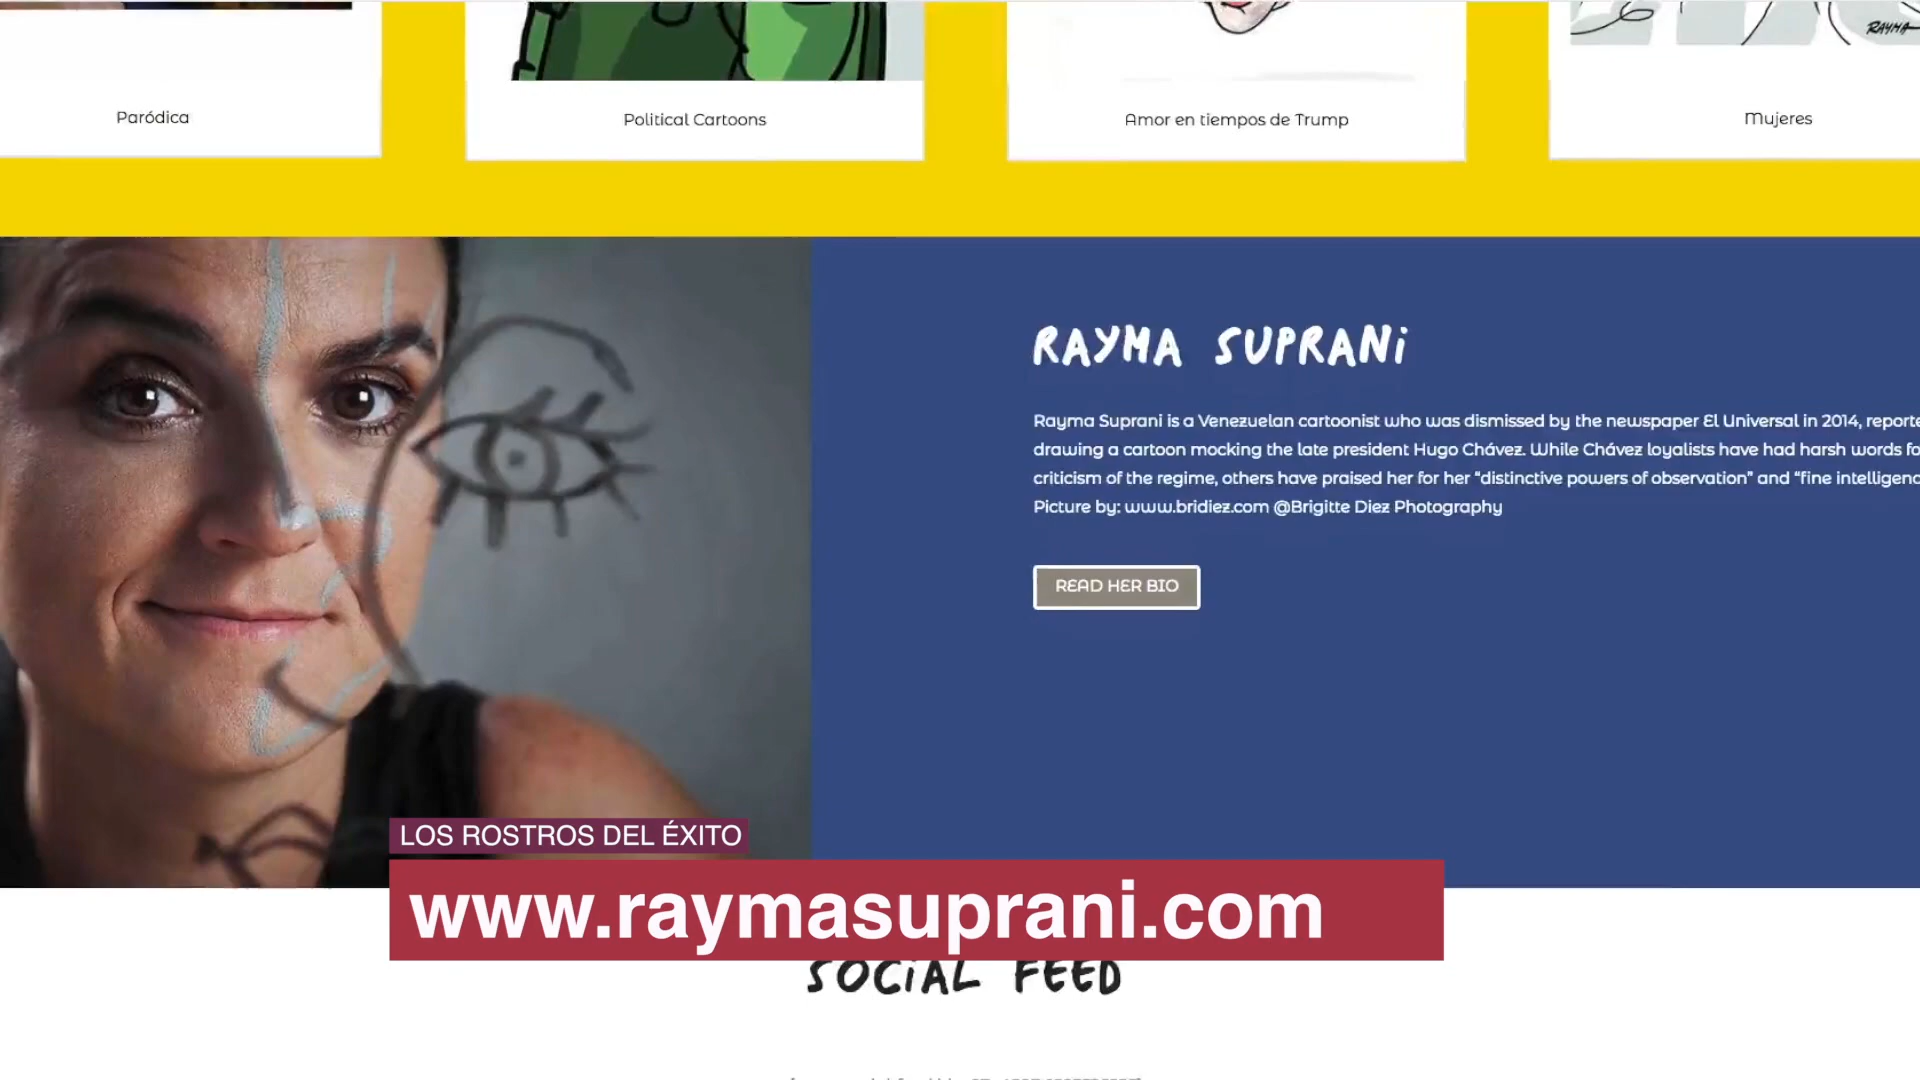 RAYMA
Paródica
Political Cartoons
Amor en tiempos de Trump
Mujeres
RAYMA SUPRANi
Rayma Suprani is a Venezuelan cartoonist who was dismissed by the newspaper El Universal in 2014, reporte
drawing a cartoon mocking the late president Hugo Chávez. While Chávez loyalists have had harsh words fo
criticism of the regime, others have praised her for her “distinctive powers of observation” and “fine intelligenc
Picture by: www.bridiez.com @Brigitte Diez Photography
READ HER BIO
LOS ROSTROS DEL ÉXITO
www.raymasuprani.com
SOCiAL FEED